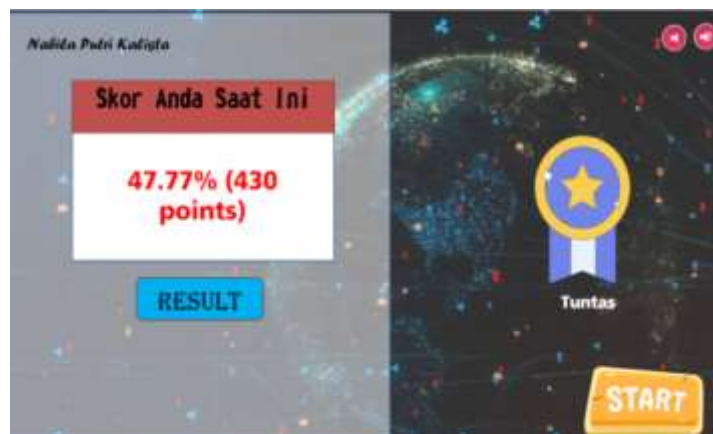 Nabila Putri Kalista
Skor Anda Saat Ini
47.77% (430
points)
RESULT
Tuntas
START